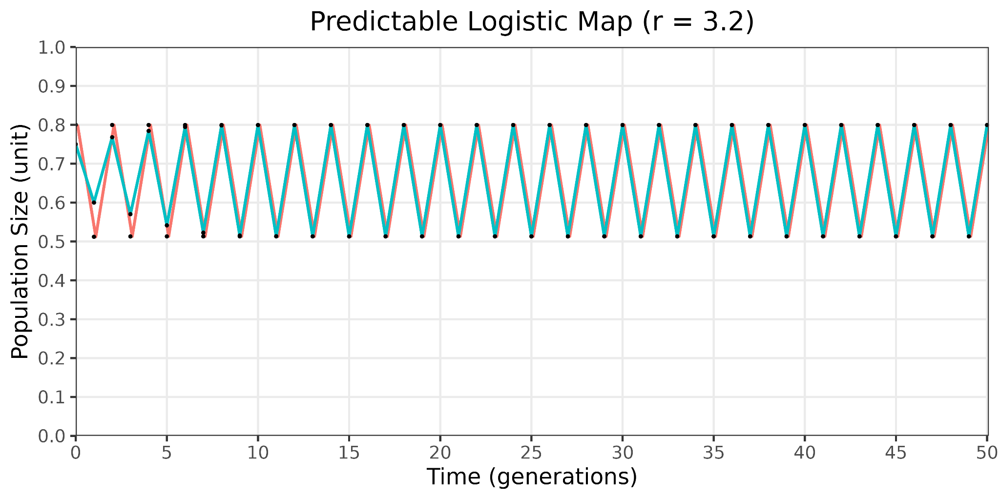 Predictable Logistic Map (r = 3.2)
Population Size (unit)
1.0
0.9
0.8
0.7
0.6
0.5
0.4
0.3
0.2
0.1
0.0
0 5 10 15 20 25 30 35 40 45 50
Time (generations)